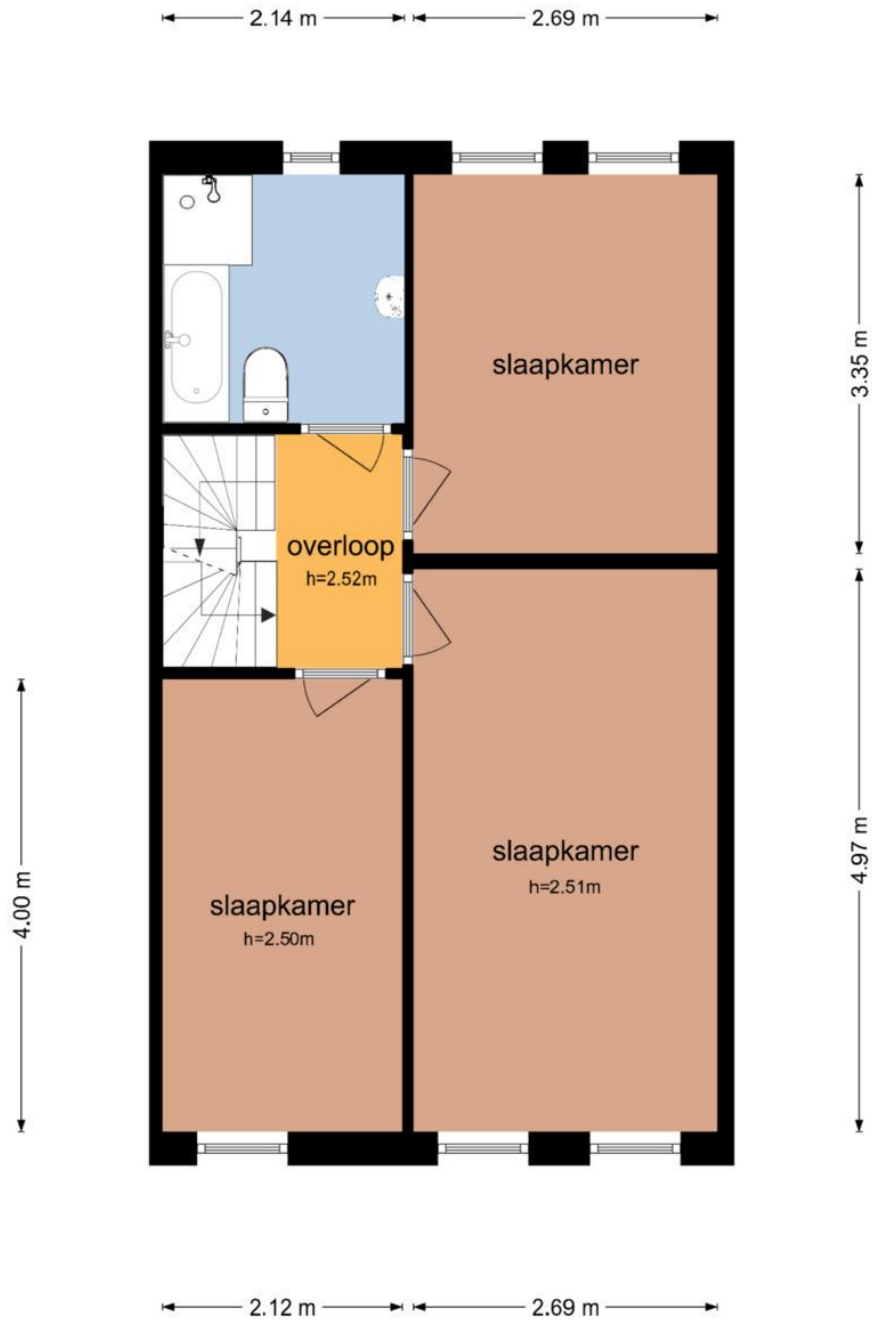 2.14 m
2.69 m
slaapkamer
3.35 m
overloop
h=2.52m
slaapkamer
h=2.51m
4.97 m
slaapkamer
h=2.50m
4.00 m
2.12 m
2.69 m